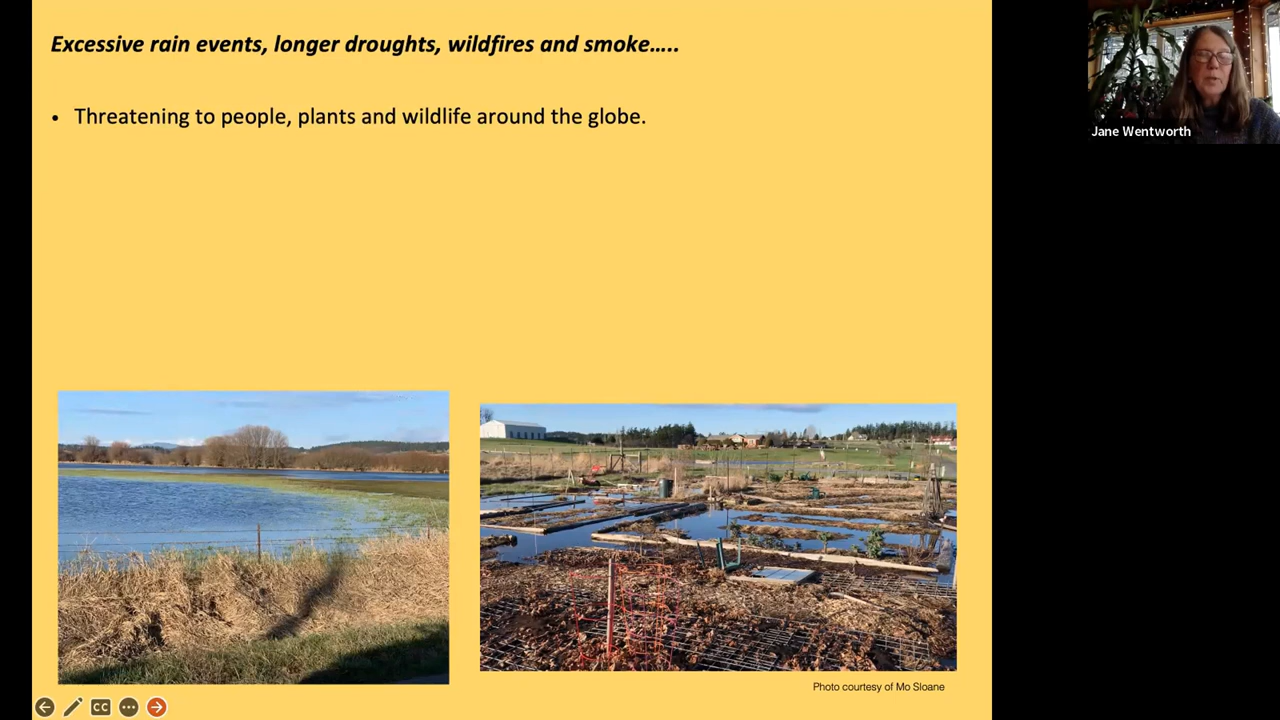 Excessive rain events, longer droughts, wildfires and smoke…..
• Threatening to people, plants and wildlife around the globe.
Jane Wentworth
Photo courtesy of Mo Sloane
CC